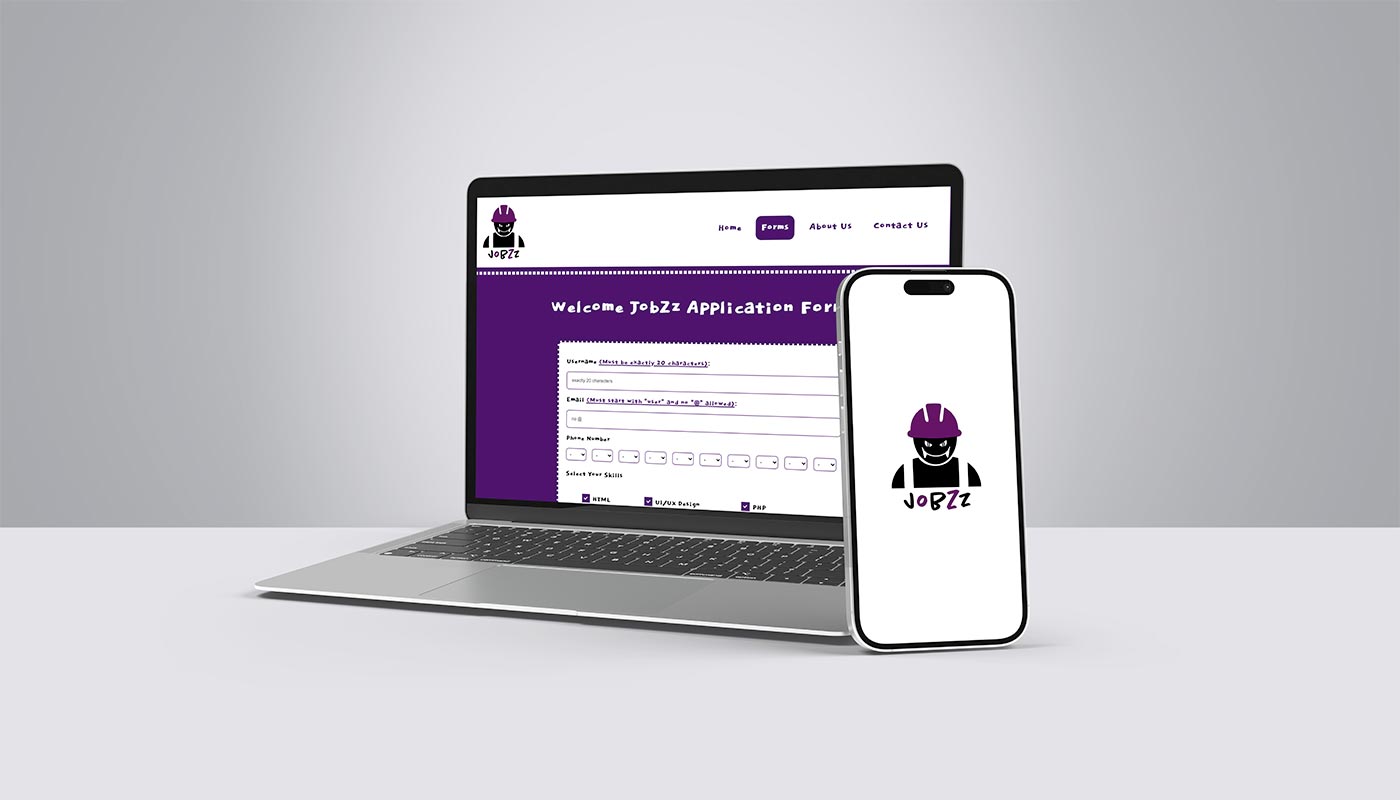 JOBZz
Home Forms About Us Contact Us
Welcome JobZz Application For
Username (Must be exactly 20 characters):
exactly 20 characters
Email (Must start with "user" and no "@" allowed):
no @
Phone Number
Select Your Skills
HTML UI/UX Design PHP
JOBZz